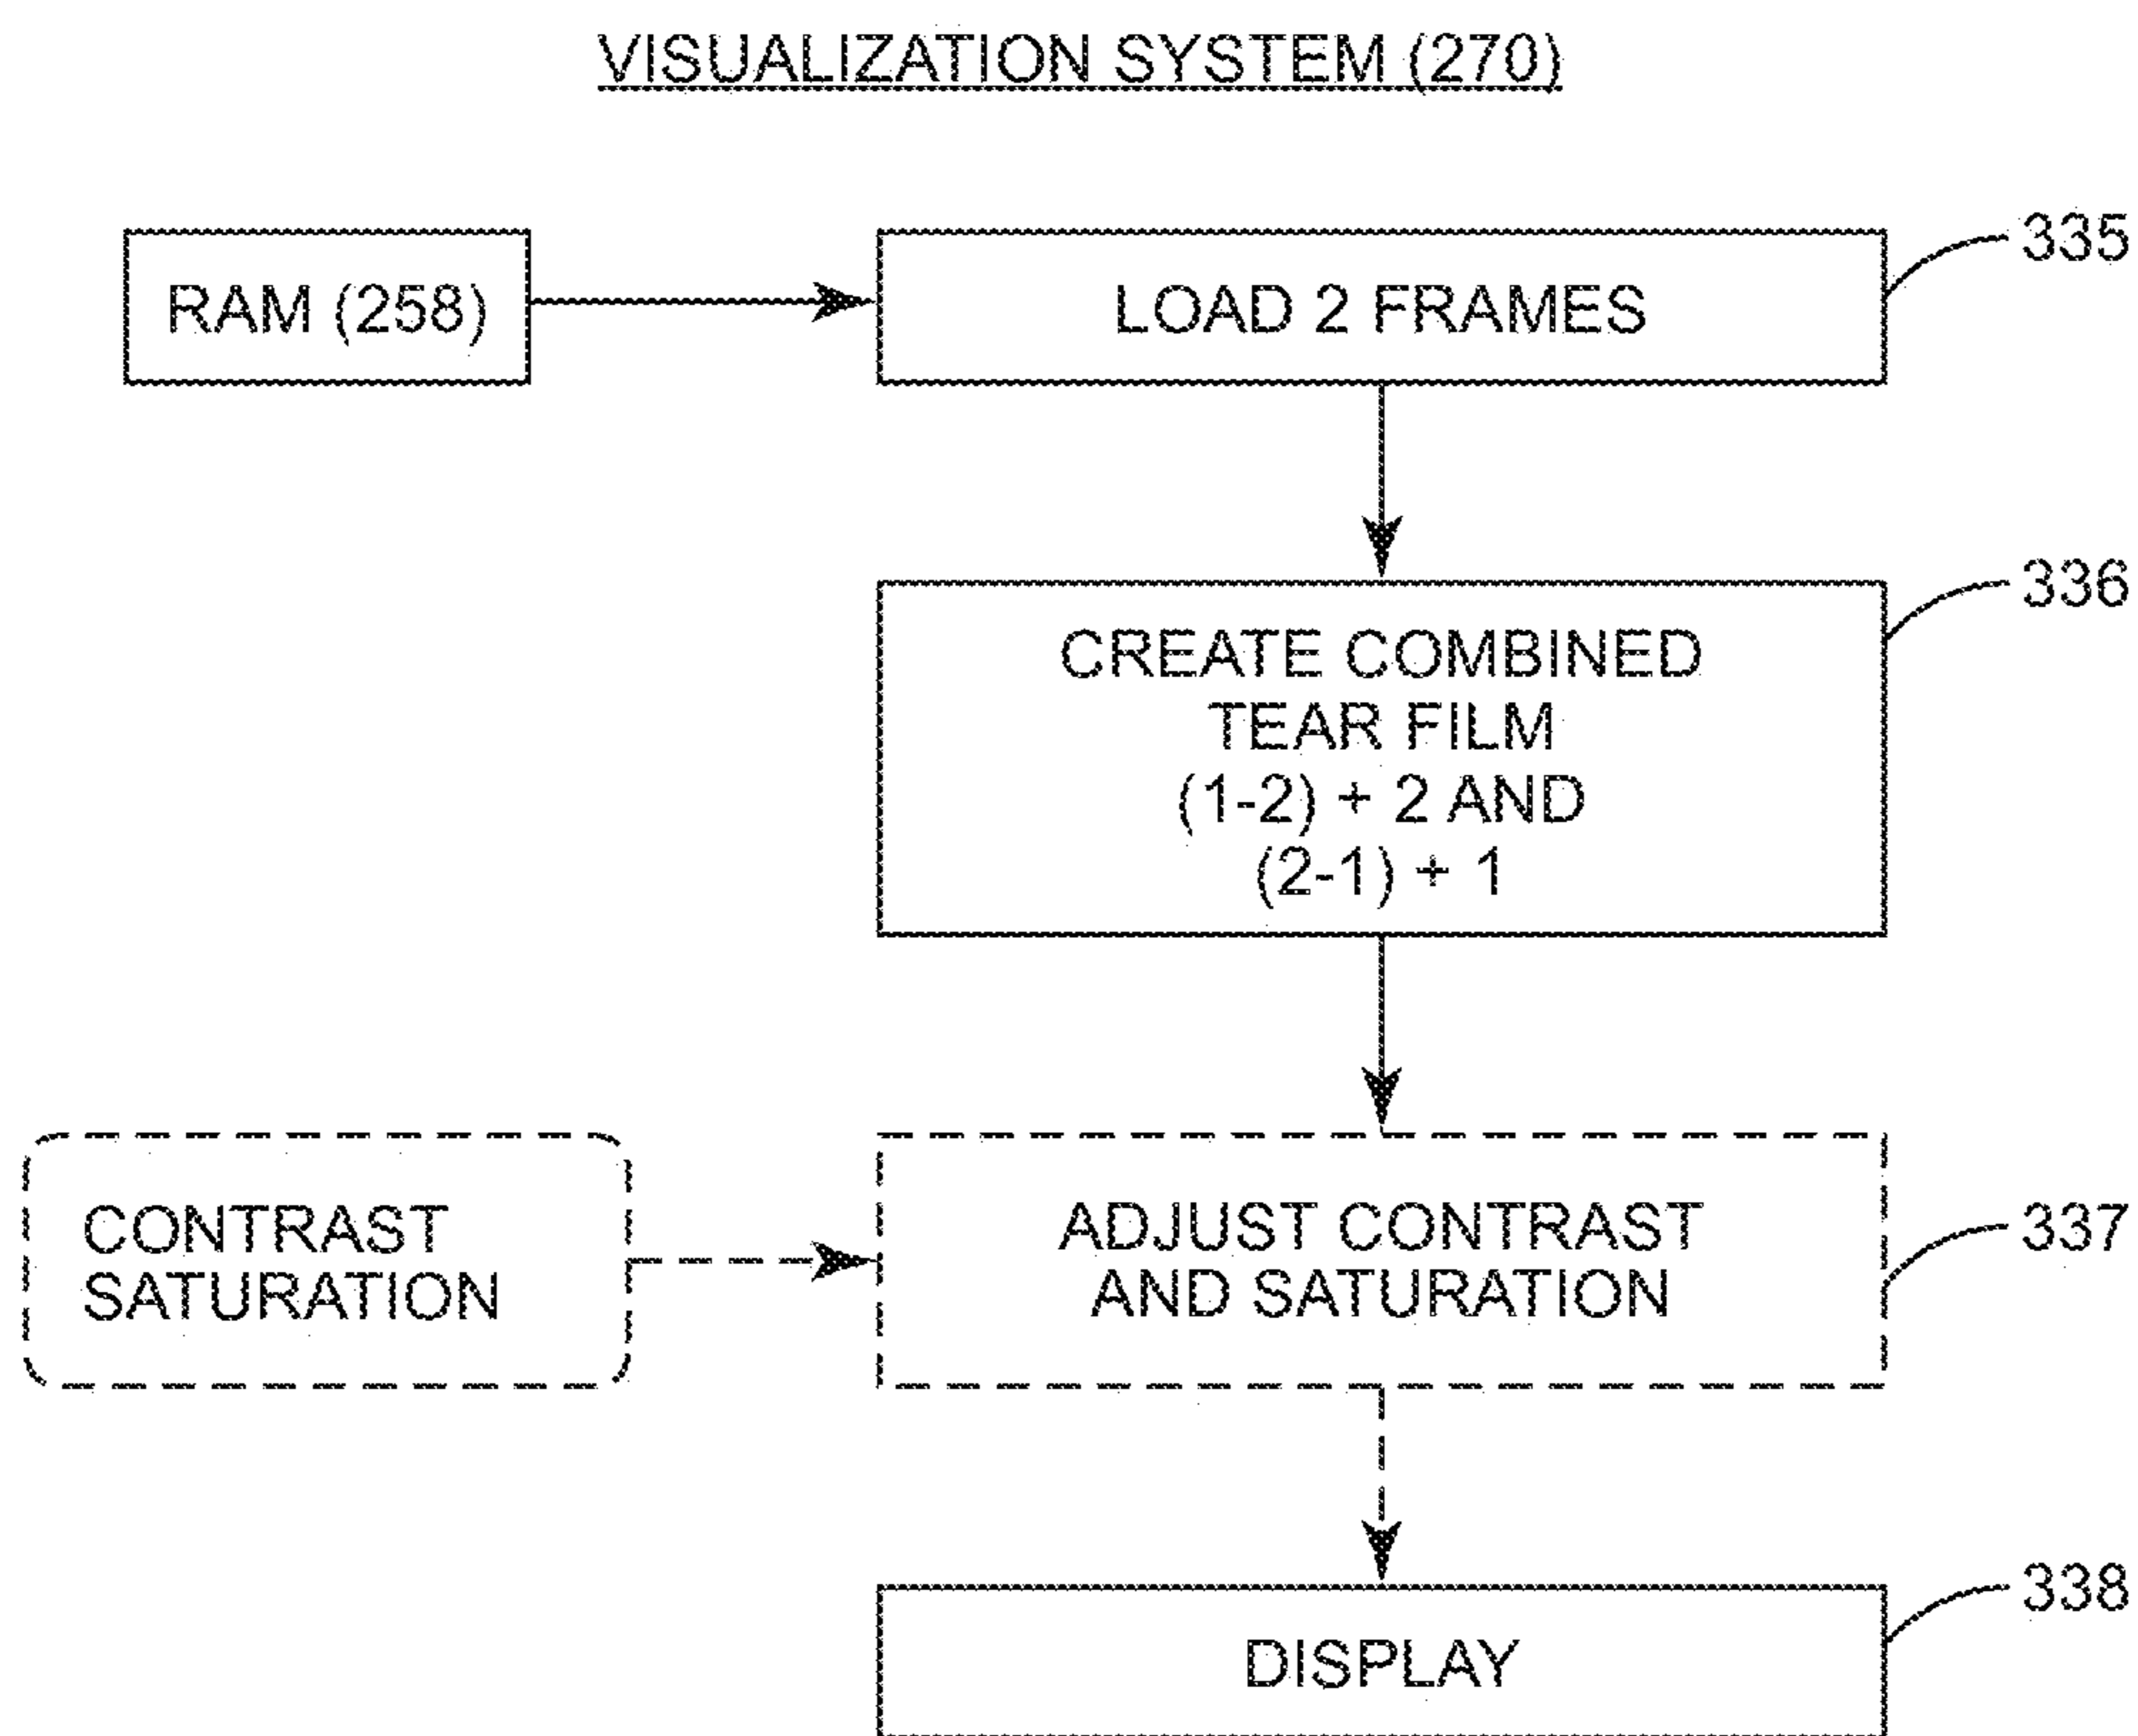 VISUALIZATION SYSTEM (270)
RAM (258)
LOAD 2 FRAMES
335
CREATE COMBINED
TEAR FILM
(1-2) + 2 AND
(2-1) + 1
336
CONTRAST
SATURATION
ADJUST CONTRAST
AND SATURATION
337
DISPLAY
338